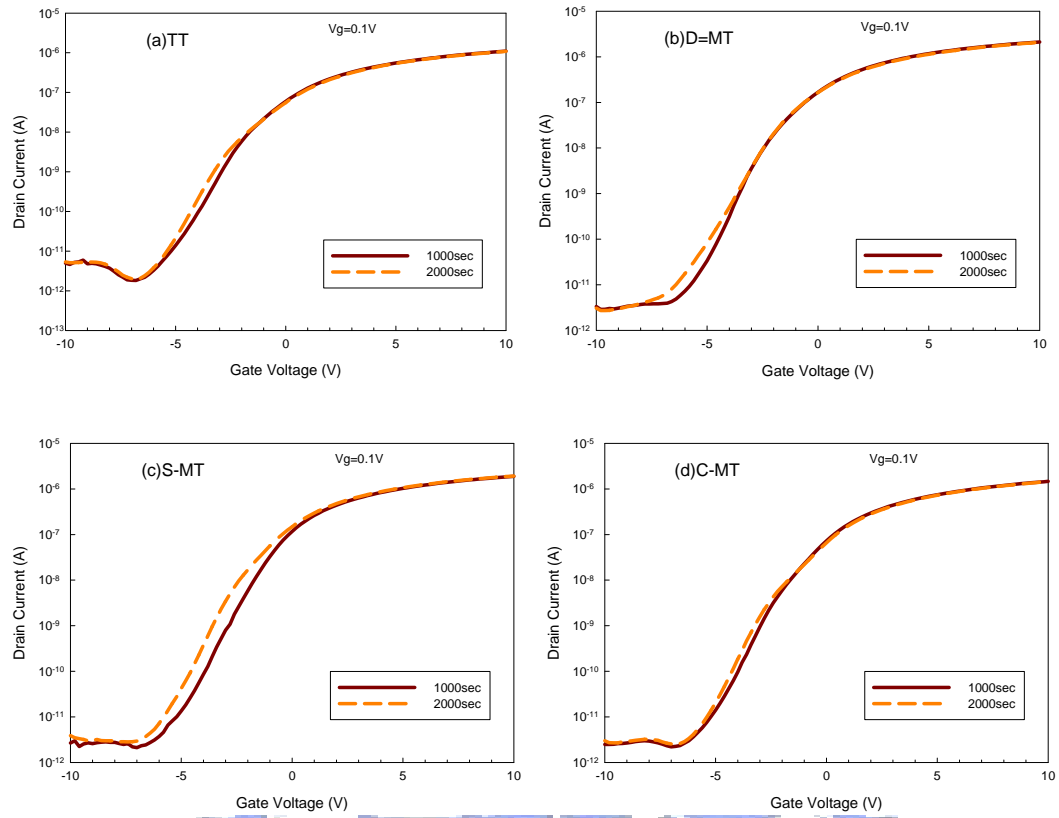 (a)TT
Vg=0.1V
Drain Current (A)
10-5
10-6
10-7
10-8
10-9
10-10
10-11
10-12
10-13
1000sec
2000sec
-10
-5
0
5
10
Gate Voltage (V)
(b)D=MT
Vg=0.1V
Drain Current (A)
10-5
10-6
10-7
10-8
10-9
10-10
10-11
10-12
1000sec
2000sec
-10
-5
0
5
10
Gate Voltage (V)
(c)S-MT
Vg=0.1V
Drain Current (A)
10-5
10-6
10-7
10-8
10-9
10-10
10-11
10-12
1000sec
2000sec
-10
-5
0
5
10
Gate Voltage (V)
(d)C-MT
Vg=0.1V
Drain Current (A)
10-5
10-6
10-7
10-8
10-9
10-10
10-11
10-12
1000sec
2000sec
-10
-5
0
5
10
Gate Voltage (V)